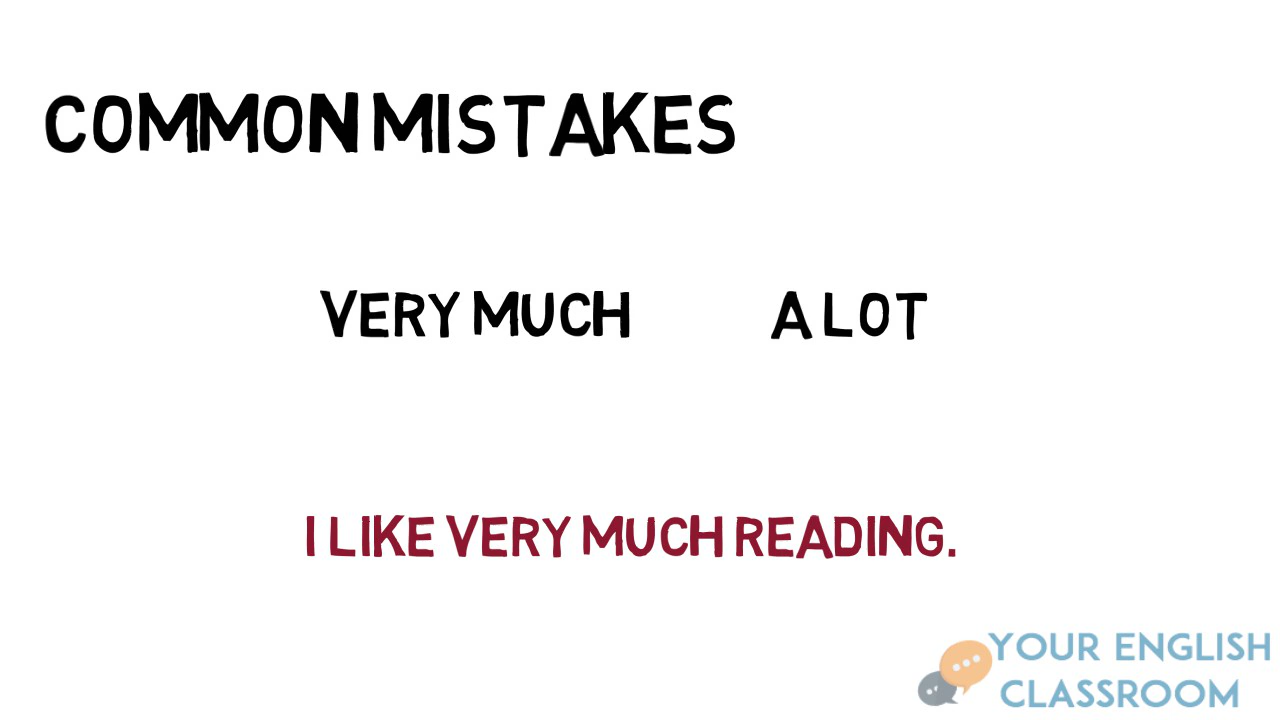 COMMON MISTAKES
VERY MUCH A LOT
I LIKE VERY MUCH READING.
YOUR ENGLISH
CLASSROOM